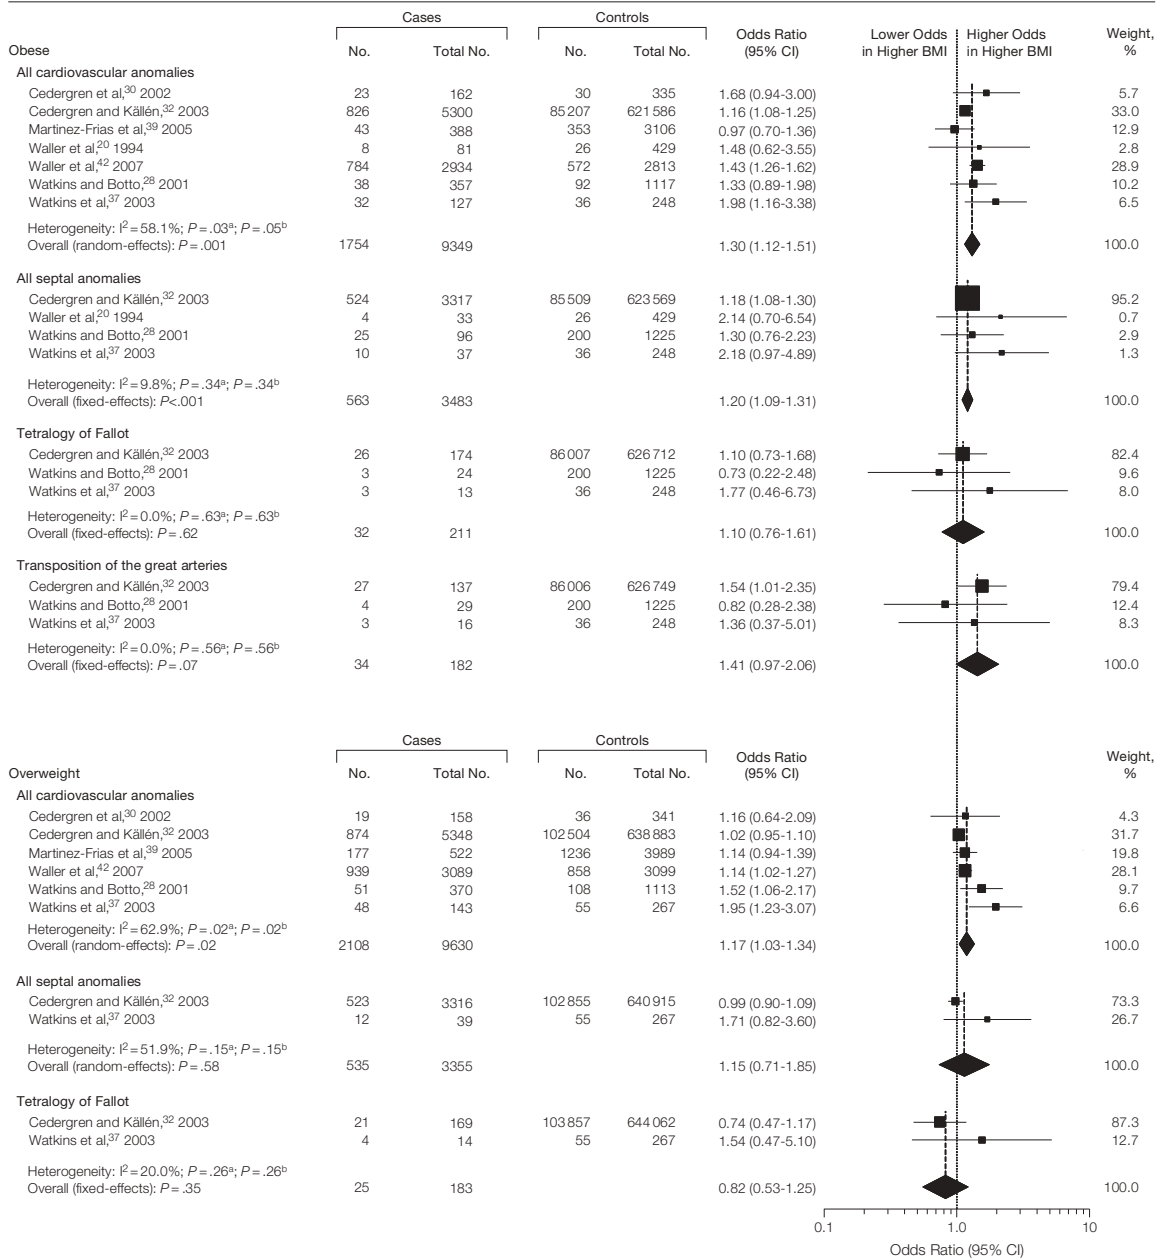 Cases Controls
Obese No. Total No. No. Total No. Odds Ratio (95% CI) Lower Odds in Higher BMI Higher Odds in Higher BMI Weight, %
All cardiovascular anomalies
Cedergren et al,30 2002 23 162 30 335 1.68 (0.94-3.00) 5.7
Cedergren and Källén,32 2003 826 5300 85 207 621 586 1.16 (1.08-1.25) 33.0
Martinez-Frias et al,39 2005 43 388 353 3106 0.97 (0.70-1.36) 12.9
Waller et al,20 1994 8 81 26 429 1.48 (0.62-3.55) 2.8
Waller et al,42 2007 784 2934 572 2813 1.43 (1.26-1.62) 28.9
Watkins and Botto,28 2001 38 357 92 1117 1.33 (0.89-1.98) 10.2
Watkins et al,37 2003 32 127 36 248 1.98 (1.16-3.38) 6.5
Heterogeneity: I2 = 58.1%; P = .03a; P = .05b
Overall (random-effects): P = .001 1754 9349 1.30 (1.12-1.51) 100.0
All septal anomalies
Cedergren and Källén,32 2003 524 3317 85 509 623 569 1.18 (1.08-1.30) 95.2
Waller et al,20 1994 4 33 26 429 2.14 (0.70-6.54) 0.7
Watkins and Botto,28 2001 25 96 200 1225 1.30 (0.76-2.23) 2.9
Watkins et al,37 2003 10 37 36 248 2.18 (0.97-4.89) 1.3
Heterogeneity: I2 = 9.8%; P = .34a; P = .34b
Overall (fixed-effects): P<.001 563 3483 1.20 (1.09-1.31) 100.0
Tetralogy of Fallot
Cedergren and Källén,32 2003 26 174 86 007 626 712 1.10 (0.73-1.68) 82.4
Watkins and Botto,28 2001 3 24 200 1225 0.73 (0.22-2.48) 9.6
Watkins et al,37 2003 3 13 36 248 1.77 (0.46-6.73) 8.0
Heterogeneity: I2 = 0.0%; P = .63a; P = .63b
Overall (fixed-effects): P = .62 32 211 1.10 (0.76-1.61) 100.0
Transposition of the great arteries
Cedergren and Källén,32 2003 27 137 86 006 626 749 1.54 (1.01-2.35) 79.4
Watkins and Botto,28 2001 4 29 200 1225 0.82 (0.28-2.38) 12.4
Watkins et al,37 2003 3 16 36 248 1.36 (0.37-5.01) 8.3
Heterogeneity: I2 = 0.0%; P = .56a; P = .56b
Overall (fixed-effects): P = .07 34 182 1.41 (0.97-2.06) 100.0
Cases Controls
Overweight No. Total No. No. Total No. Odds Ratio (95% CI) Weight, %
All cardiovascular anomalies
Cedergren et al,30 2002 19 158 36 341 1.16 (0.64-2.09) 4.3
Cedergren and Källén,32 2003 874 5348 102 504 638 883 1.02 (0.95-1.10) 31.7
Martinez-Frias et al,39 2005 177 522 1236 3989 1.14 (0.94-1.39) 19.8
Waller et al,42 2007 939 3089 858 3099 1.14 (1.02-1.27) 28.1
Watkins and Botto,28 2001 51 370 108 1113 1.52 (1.06-2.17) 9.7
Watkins et al,37 2003 48 143 55 267 1.95 (1.23-3.07) 6.6
Heterogeneity: I2 = 62.9%; P = .02a; P = .02b
Overall (random-effects): P = .02 2108 9630 1.17 (1.03-1.34) 100.0
All septal anomalies
Cedergren and Källén,32 2003 523 3316 102 855 640 915 0.99 (0.90-1.09) 73.3
Watkins et al,37 2003 12 39 55 267 1.71 (0.82-3.60) 26.7
Heterogeneity: I2 = 51.9%; P = .15a; P = .15b
Overall (random-effects): P = .58 535 3355 1.15 (0.71-1.85) 100.0
Tetralogy of Fallot
Cedergren and Källén,32 2003 21 169 103 857 644 062 0.74 (0.47-1.17) 87.3
Watkins et al,37 2003 4 14 55 267 1.54 (0.47-5.10) 12.7
Heterogeneity: I2 = 20.0%; P = .26a; P = .26b
Overall (fixed-effects): P = .35 25 183 0.82 (0.53-1.25) 100.0
0.1 1.0 10
Odds Ratio (95% CI)